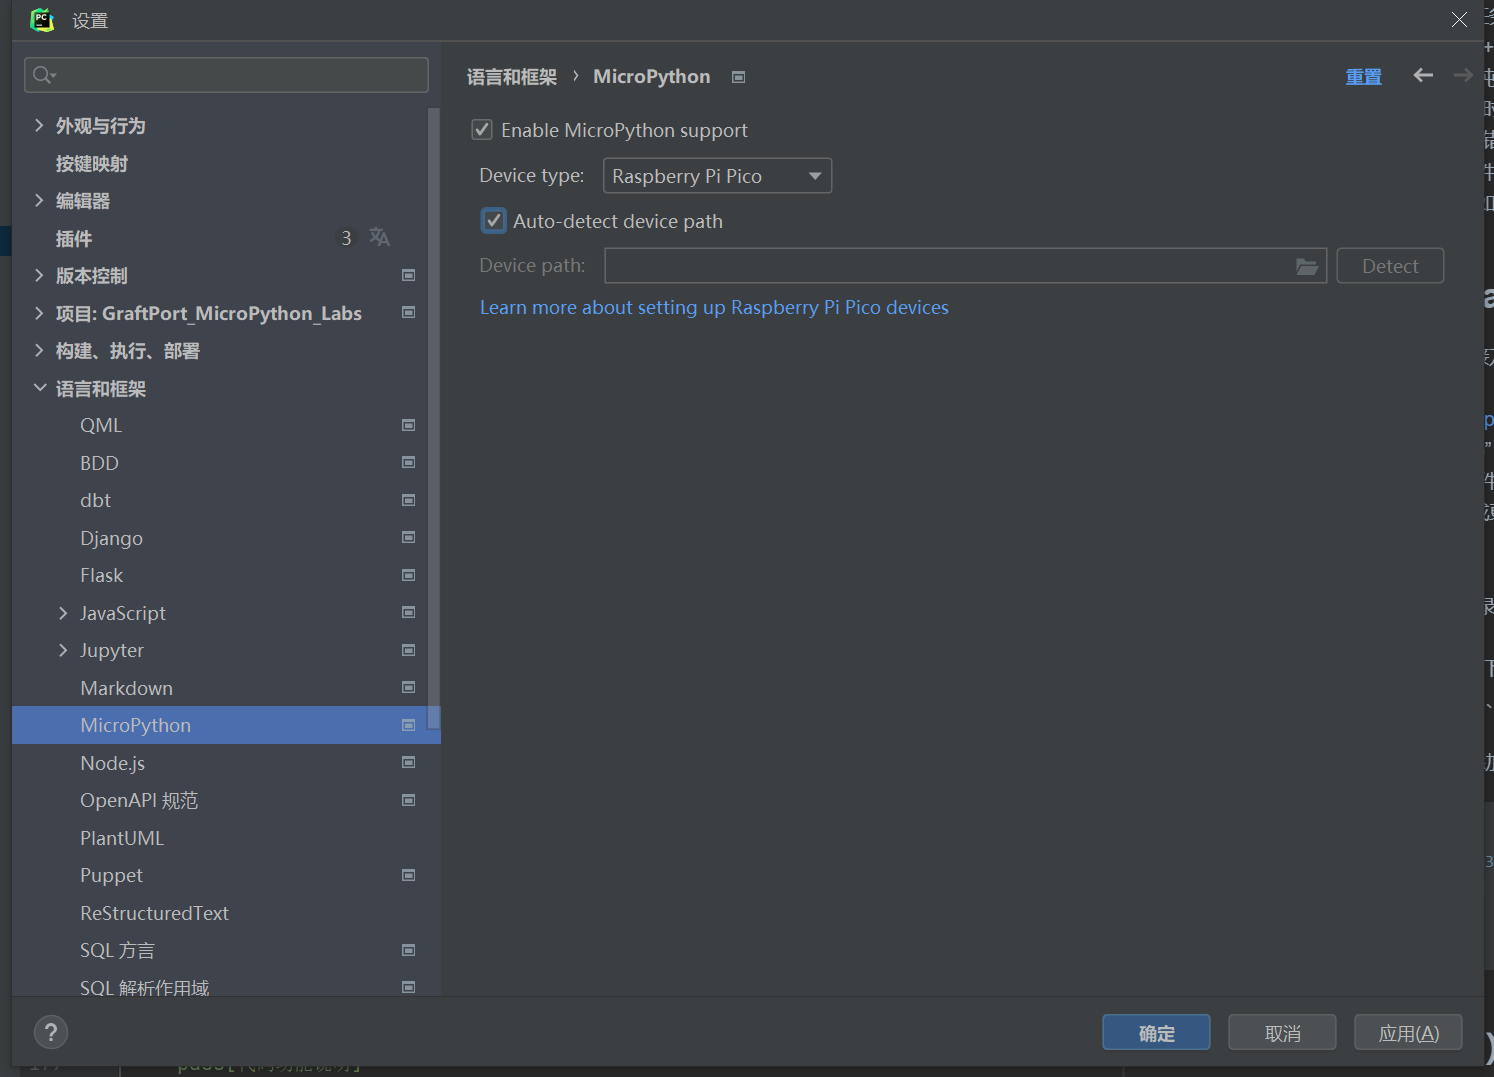 设置
语言和框架 › MicroPython
重置
外观与行为
按键映射
编辑器
插件 3
版本控制
项目: GraftPort_MicroPython_Labs
构建、执行、部署
语言和框架
QML
BDD
dbt
Django
Flask
JavaScript
Jupyter
Markdown
MicroPython
Node.js
OpenAPI 规范
PlantUML
Puppet
ReStructuredText
SQL 方言
SQL 解析作用域
Enable MicroPython support
Device type: Raspberry Pi Pico
Auto-detect device path
Device path:
Detect
Learn more about setting up Raspberry Pi Pico devices
?
确定
取消
应用(A)